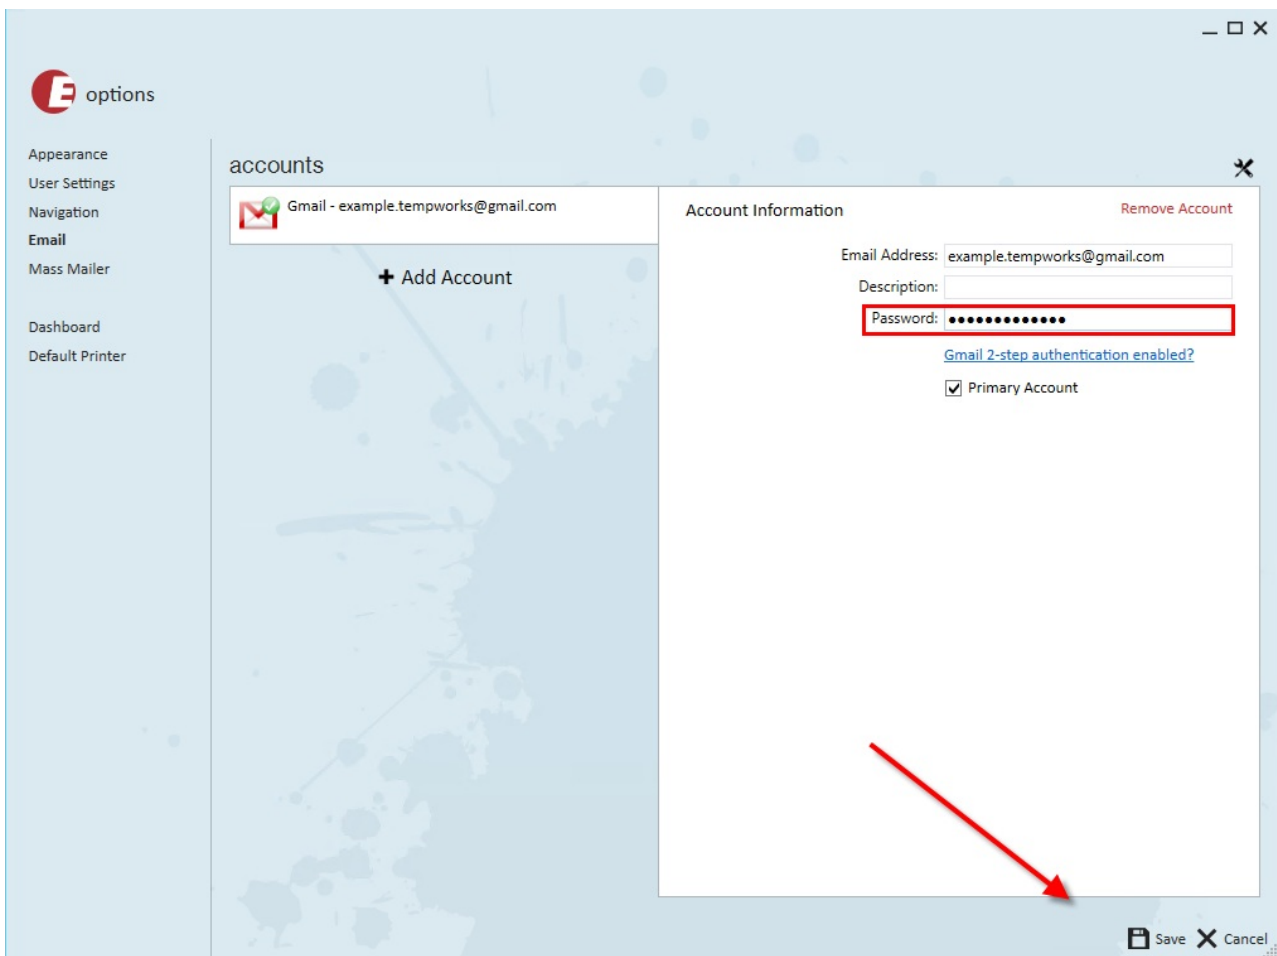 E options
Appearance
User Settings
Navigation
Email
Mass Mailer
Dashboard
Default Printer
accounts
Gmail - example.tempworks@gmail.com
+ Add Account
Account Information
Remove Account
Email Address: example.tempworks@gmail.com
Description:
Password: •••••••••••••
Gmail 2-step authentication enabled?
Primary Account
Save
Cancel